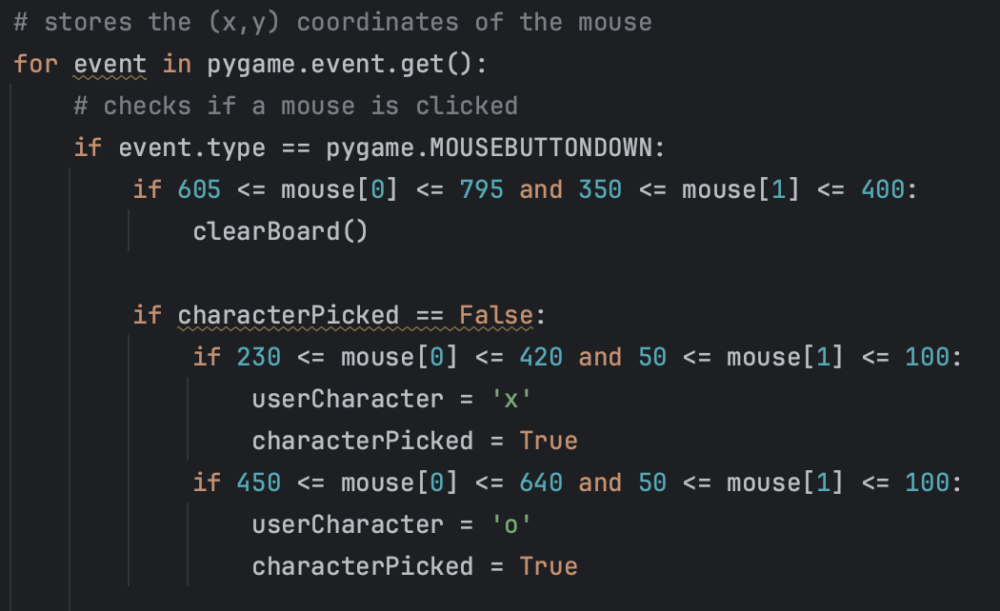 # stores the (x,y) coordinates of the mouse
for event in pygame.event.get():
    # checks if a mouse is clicked
    if event.type == pygame.MOUSEBUTTONDOWN:
        if 605 <= mouse[0] <= 795 and 350 <= mouse[1] <= 400:
            clearBoard()

        if characterPicked == False:
            if 230 <= mouse[0] <= 420 and 50 <= mouse[1] <= 100:
                userCharacter = 'x'
                characterPicked = True
            if 450 <= mouse[0] <= 640 and 50 <= mouse[1] <= 100:
                userCharacter = 'o'
                characterPicked = True